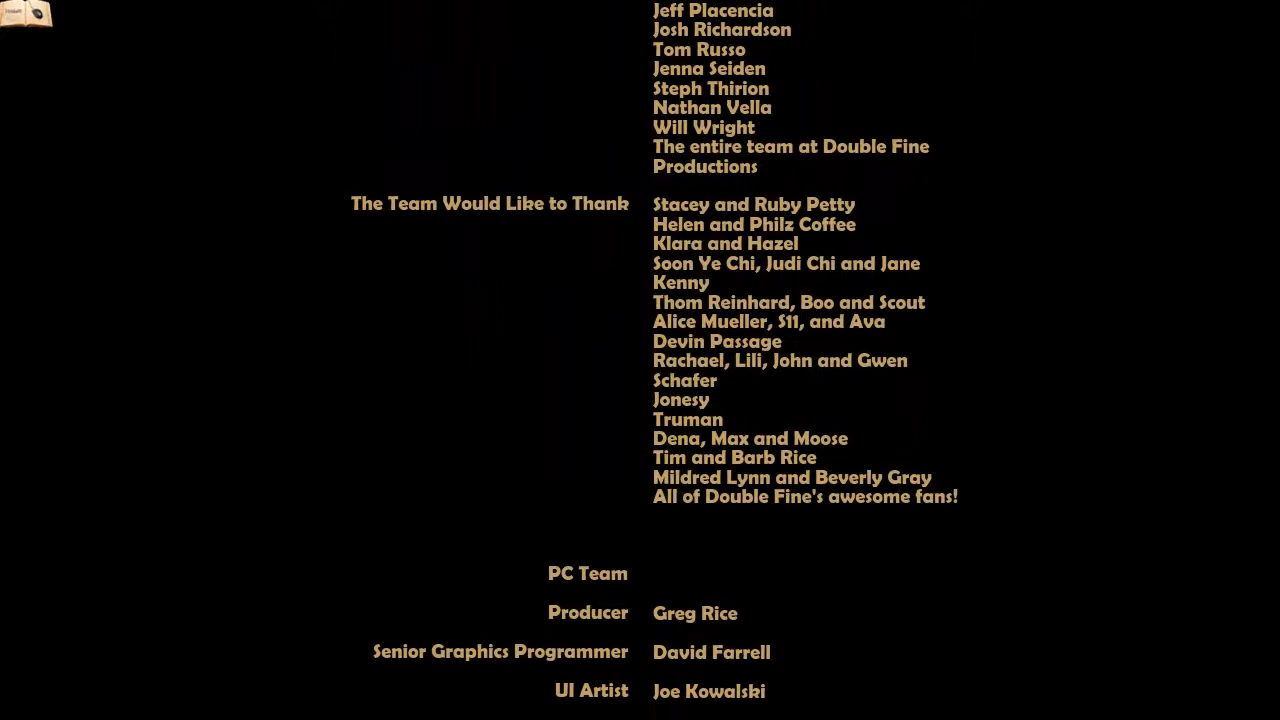 Jeff Placencia
Josh Richardson
Tom Russo
Jenna Seiden
Steph Thirion
Nathan Vella
Will Wright
The entire team at Double Fine
Productions
The Team Would Like to Thank Stacey and Ruby Petty
Helen and Philz Coffee
Klara and Hazel
Soon Ye Chi, Judi Chi and Jane
Kenny
Thom Reinhard, Boo and Scout
Alice Mueller, S11, and Ava
Devin Passage
Rachael, Lili, John and Gwen
Schafer
Jonesy
Truman
Dena, Max and Moose
Tim and Barb Rice
Mildred Lynn and Beverly Gray
All of Double Fine's awesome fans!
PC Team
Producer Greg Rice
Senior Graphics Programmer David Farrell
UI Artist Joe Kowalski